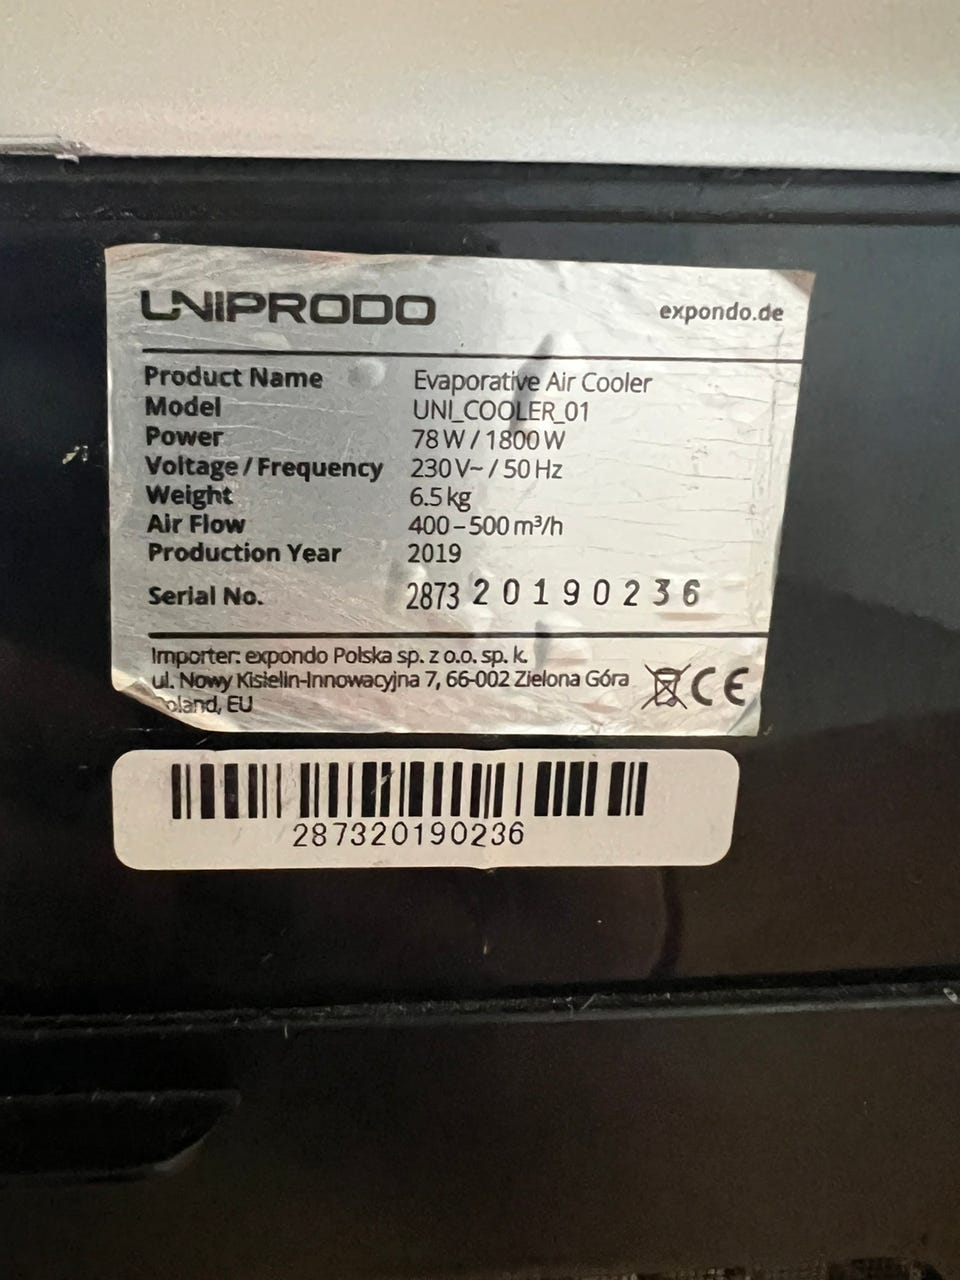 UNIPRODO expondo.de
Product Name Evaporative Air Cooler
Model UNI_COOLER_01
Power 78 W / 1800 W
Voltage / Frequency 230 V~ / 50 Hz
Weight 6.5 kg
Air Flow 400 – 500 m³/h
Production Year 2019
Serial No. 2873 20190236
Importer: expondo Polska sp. z o.o. sp. k.
ul. Nowy Kisielin-Innowacyjna 7, 66-002 Zielona Góra
Poland, EU
CE
287320190236